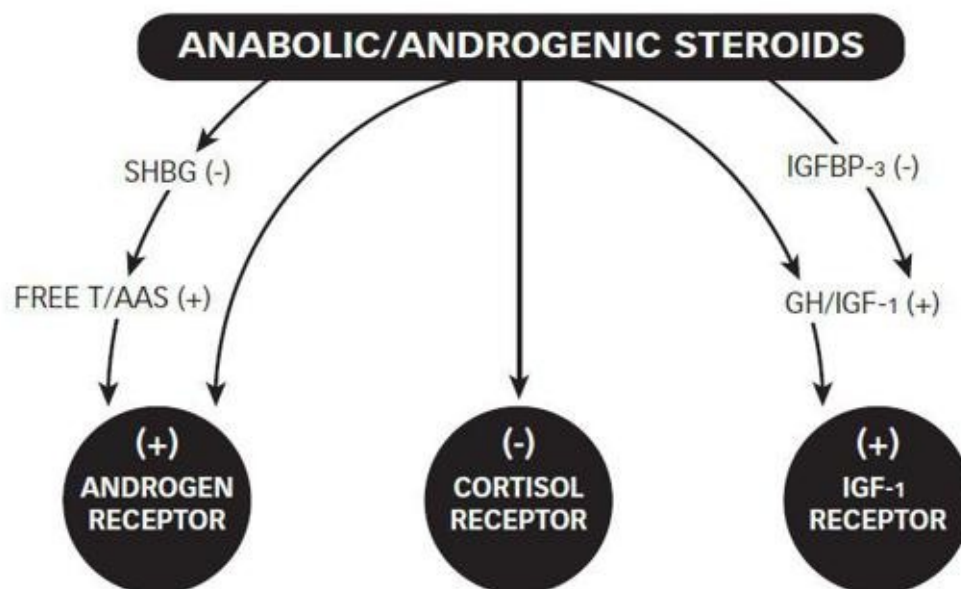 ANABOLIC/ANDROGENIC STEROIDS
SHBG (-)
IGFBP-3 (-)
FREE T/AAS (+)
GH/IGF-1 (+)
(+)
ANDROGEN
RECEPTOR
(-)
CORTISOL
RECEPTOR
(+)
IGF-1
RECEPTOR